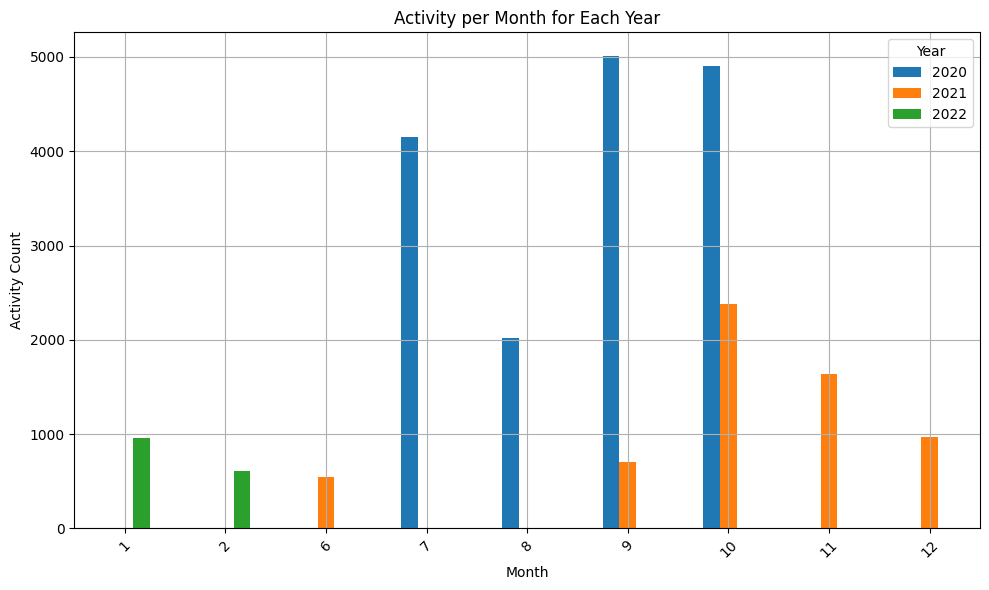 Activity per Month for Each Year
Year
2020
2021
2022
Activity Count
5000
4000
3000
2000
1000
0
1 2 6 7 8 9 10 11 12
Month